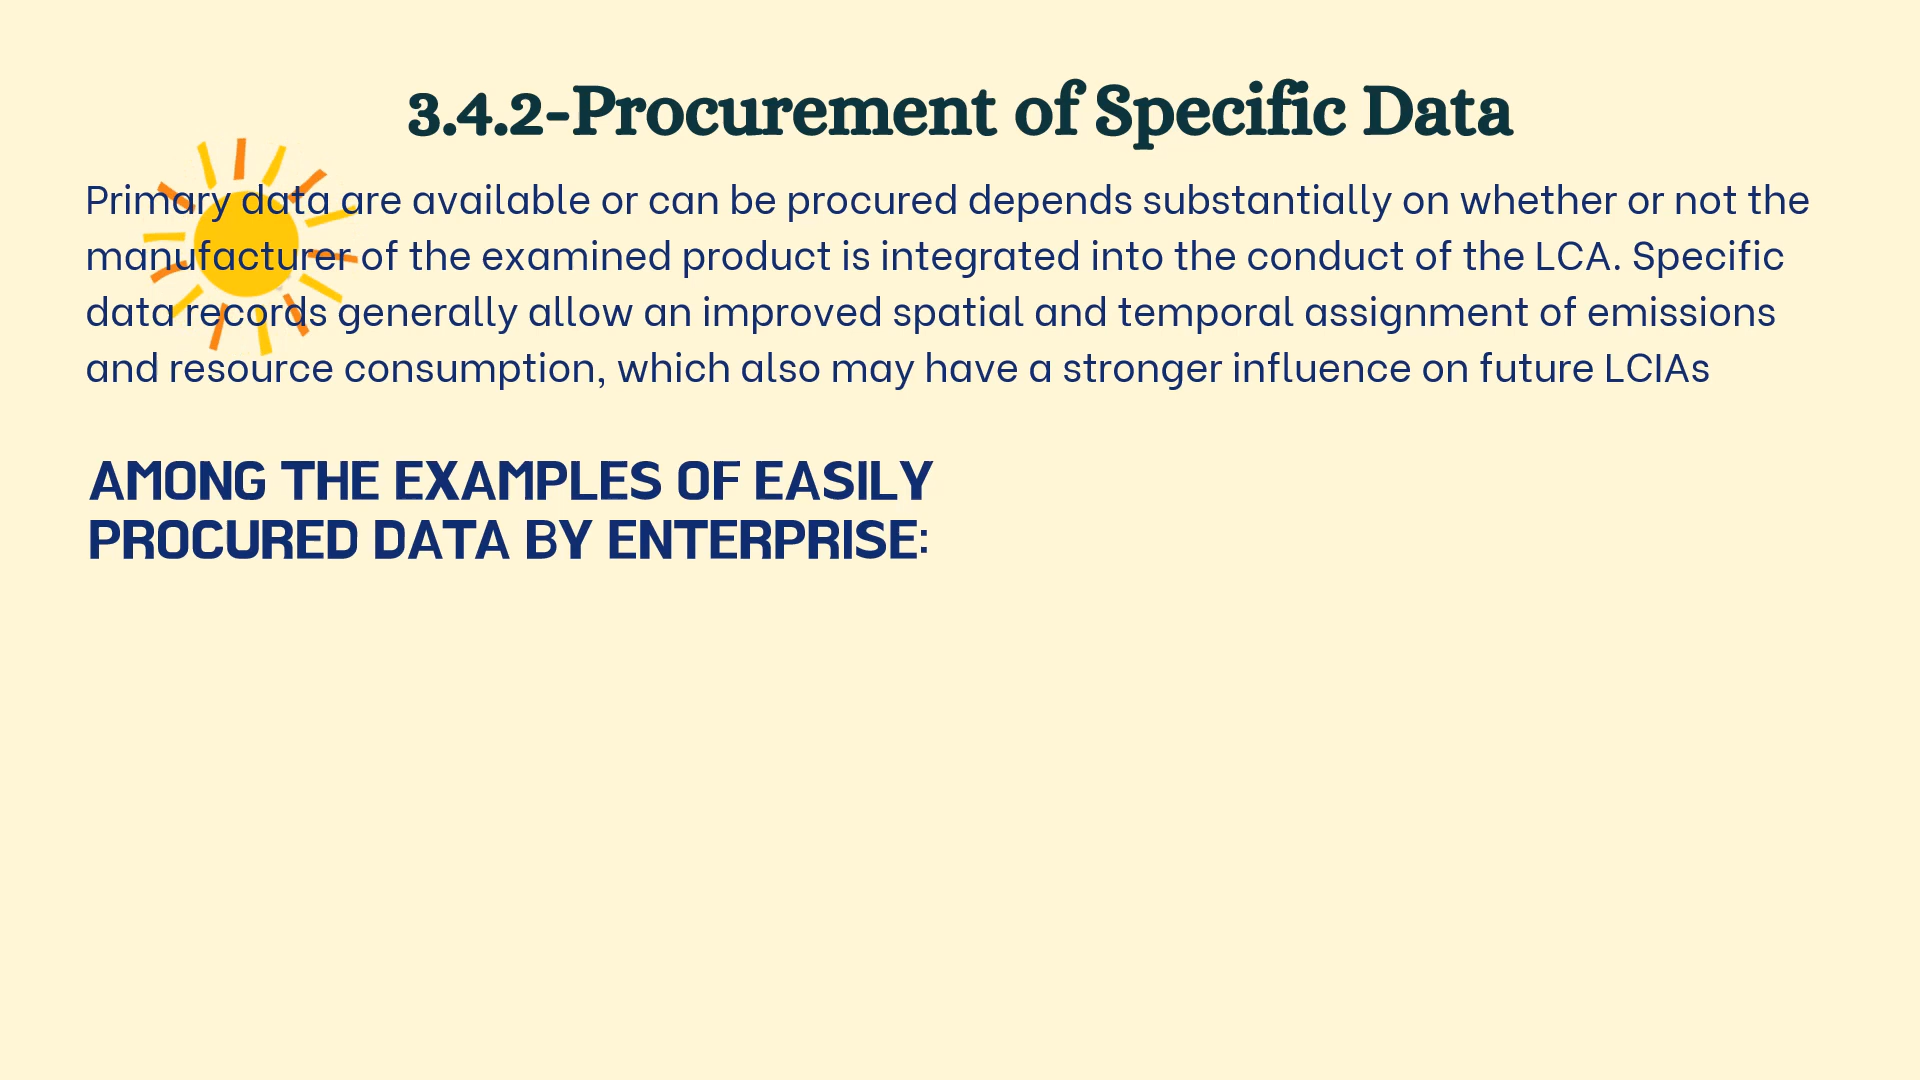 3.4.2-Procurement of Specific Data
Primary data are available or can be procured depends substantially on whether or not the
manufacturer of the examined product is integrated into the conduct of the LCA. Specific
data records generally allow an improved spatial and temporal assignment of emissions
and resource consumption, which also may have a stronger influence on future LCIAs
AMONG THE EXAMPLES OF EASILY
PROCURED DATA BY ENTERPRISE: